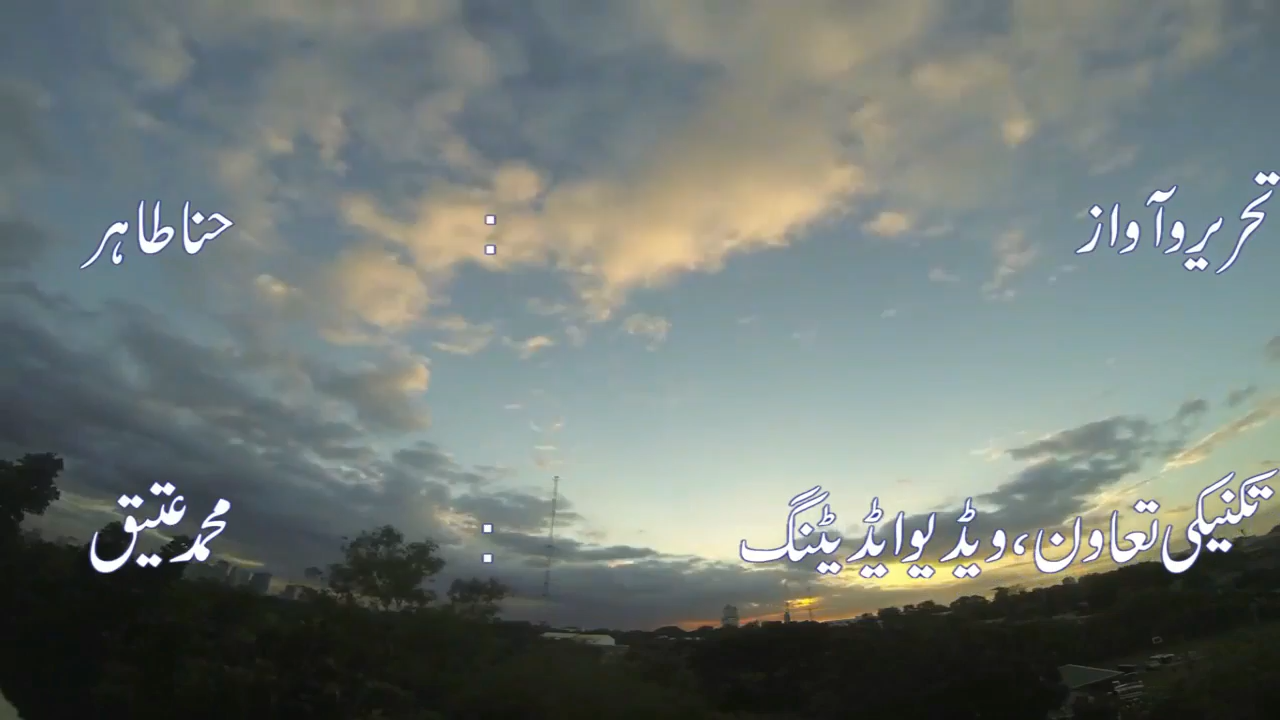 تحریر و آواز : حنا طاہر
تکنیکی تعاون، ویڈیو ایڈیٹنگ : محمد عتیق